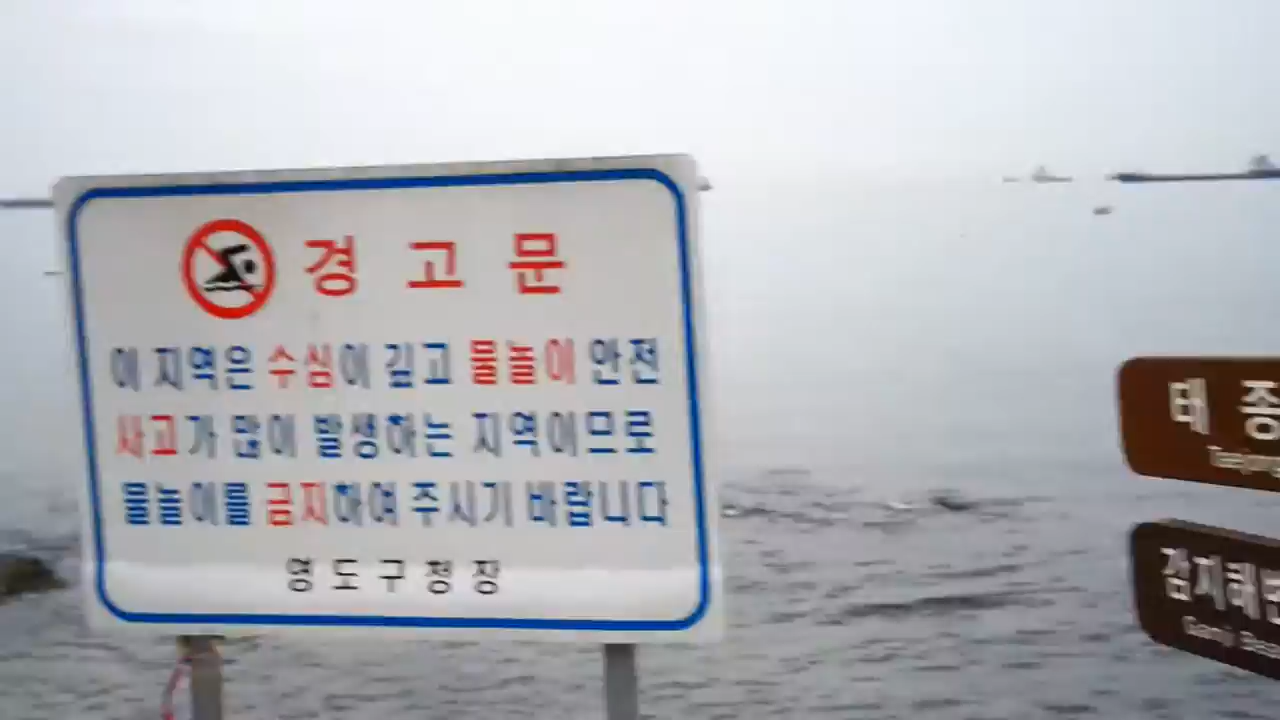 경고문
이 지역은 수심이 깊고 물놀이 안전
사고가 많이 발생하는 지역이므로
물놀이를 금지하여 주시기 바랍니다
영도구청장
태종
감지해변
Gamji